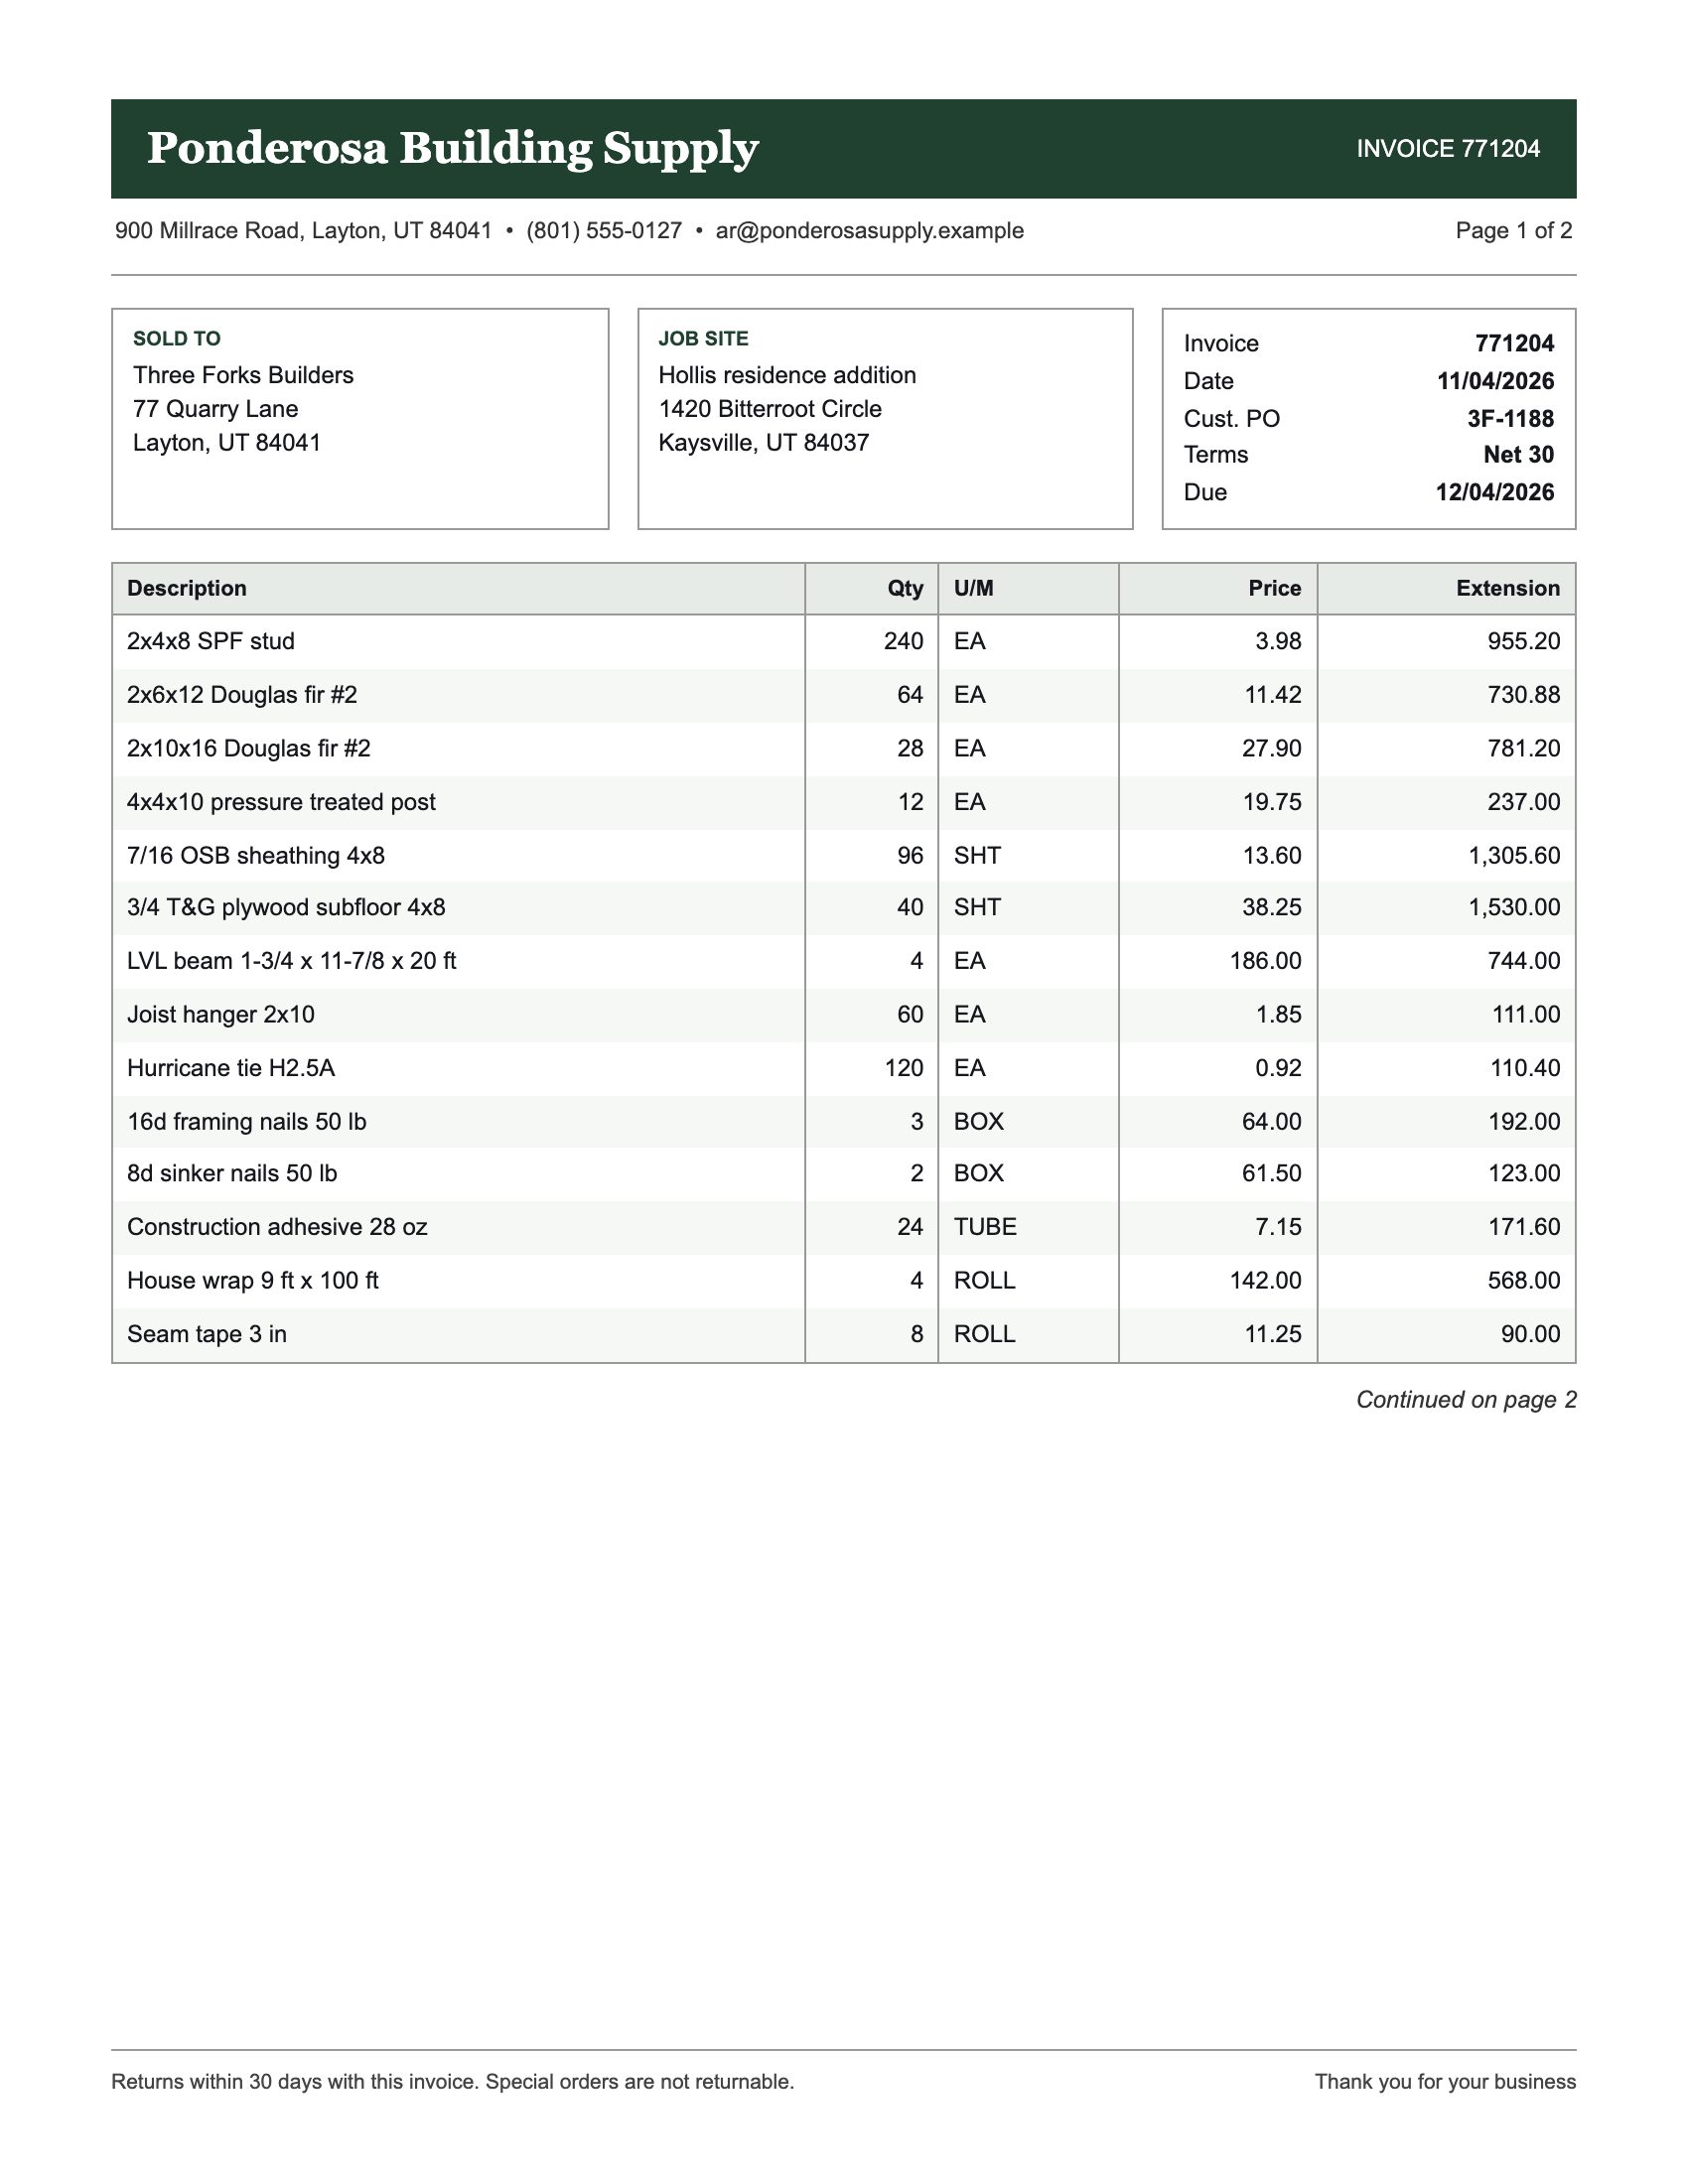 Ponderosa Building Supply INVOICE 771204
900 Millrace Road, Layton, UT 84041 • (801) 555-0127 • ar@ponderosasupply.example Page 1 of 2
SOLD TO
Three Forks Builders
77 Quarry Lane
Layton, UT 84041
JOB SITE
Hollis residence addition
1420 Bitterroot Circle
Kaysville, UT 84037
Invoice 771204
Date 11/04/2026
Cust. PO 3F-1188
Terms Net 30
Due 12/04/2026
Description Qty U/M Price Extension
2x4x8 SPF stud 240 EA 3.98 955.20
2x6x12 Douglas fir #2 64 EA 11.42 730.88
2x10x16 Douglas fir #2 28 EA 27.90 781.20
4x4x10 pressure treated post 12 EA 19.75 237.00
7/16 OSB sheathing 4x8 96 SHT 13.60 1,305.60
3/4 T&G plywood subfloor 4x8 40 SHT 38.25 1,530.00
LVL beam 1-3/4 x 11-7/8 x 20 ft 4 EA 186.00 744.00
Joist hanger 2x10 60 EA 1.85 111.00
Hurricane tie H2.5A 120 EA 0.92 110.40
16d framing nails 50 lb 3 BOX 64.00 192.00
8d sinker nails 50 lb 2 BOX 61.50 123.00
Construction adhesive 28 oz 24 TUBE 7.15 171.60
House wrap 9 ft x 100 ft 4 ROLL 142.00 568.00
Seam tape 3 in 8 ROLL 11.25 90.00
Continued on page 2
Returns within 30 days with this invoice. Special orders are not returnable. Thank you for your business